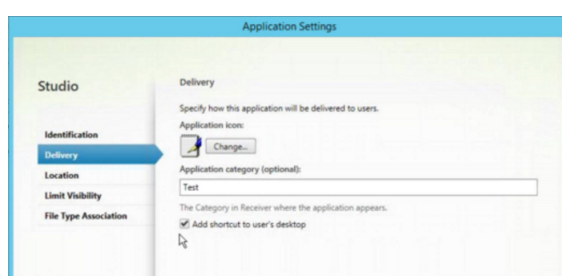 Application Settings
Studio
Identification
Delivery
Location
Limit Visibility
File Type Association
Delivery
Specify how this application will be delivered to users.
Application icon:
Change...
Application category (optional):
Test
The Category in Receiver where the application appears.
Add shortcut to user's desktop